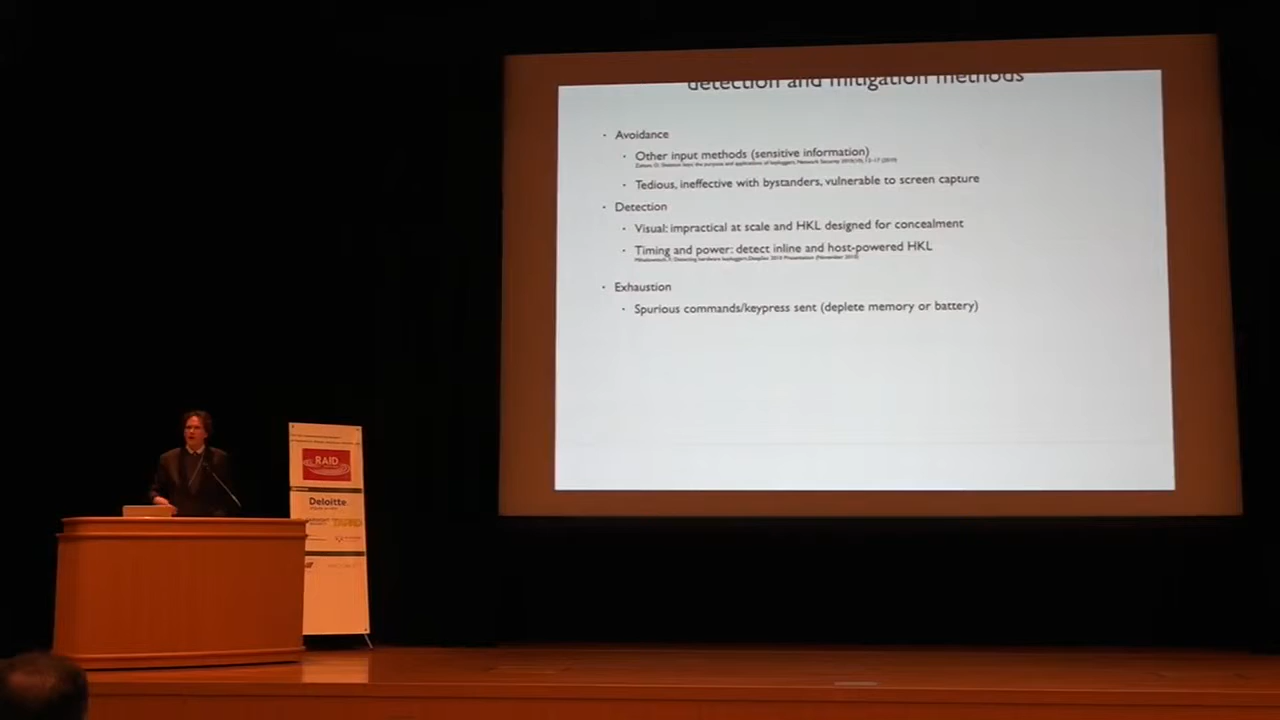 detection and mitigation methods
• Avoidance
• Other input methods (sensitive information)
• Tedious, ineffective with bystanders, vulnerable to screen capture
• Detection
• Visual: impractical at scale and HKL designed for concealment
• Timing and power: detect inline and host-powered HKL
• Exhaustion
• Spurious commands/keypress sent (deplete memory or battery)
RAID
Deloitte